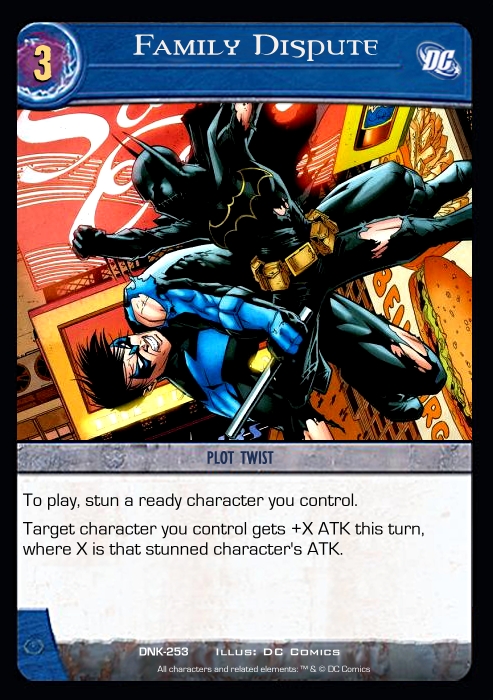 3
FAMILY DISPUTE
DC
PLOT TWIST
To play, stun a ready character you control.
Target character you control gets +X ATK this turn,
where X is that stunned character's ATK.
DNK-253 ILLUS: DC COMICS
All characters and related elements: ™ & © DC Comics